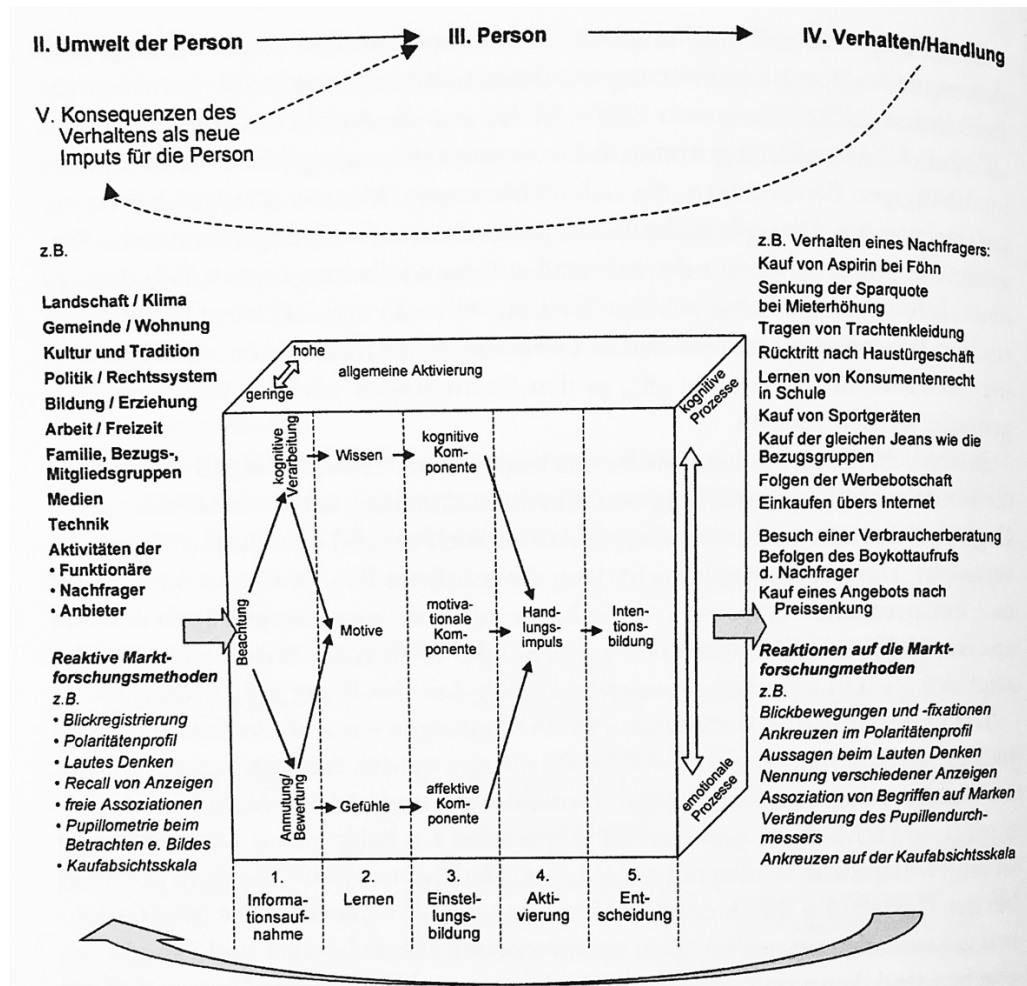 II. Umwelt der Person
III. Person
IV. Verhalten/Handlung
V. Konsequenzen des
Verhaltens als neue
Imputs für die Person
z.B.
Landschaft / Klima
Gemeinde / Wohnung
Kultur und Tradition
Politik / Rechtssystem
Bildung / Erziehung
Arbeit / Freizeit
Familie, Bezugs-,
Mitgliedsgruppen
Medien
Technik
Aktivitäten der
• Funktionäre
• Nachfrager
• Anbieter
Reaktive Markt-
forschungsmethoden
z.B.
• Blickregistrierung
• Polaritätenprofil
• Lautes Denken
• Recall von Anzeigen
• freie Assoziationen
• Pupillometrie beim
Betrachten e. Bildes
• Kaufabsichtsskala
hohe
geringe
allgemeine Aktivierung
kognitive
Prozesse
emotionale
Prozesse
Beachtung
kognitive
Verarbeitung
Anmutung/
Bewertung
Wissen
Motive
Gefühle
kognitive
Kom-
ponente
motivationale
Kom-
ponente
affektive
Kom-
ponente
Hand-
lungs-
impuls
Intenti-
onsbildung
1.
Informati-
onsauf-
nahme
2.
Lernen
3.
Einstel-
lungs-
bildung
4.
Akti-
vierung
5.
Ent-
scheidung
z.B. Verhalten eines Nachfragers:
Kauf von Aspirin bei Föhn
Senkung der Sparquote
bei Mieterhöhung
Tragen von Trachtenkleidung
Rücktritt nach Haustürgeschäft
Lernen von Konsumentenrecht
in Schule
Kauf von Sportgeräten
Kauf der gleichen Jeans wie die
Bezugsgruppen
Folgen der Werbebotschaft
Einkaufen übers Internet
Besuch einer Verbraucherberatung
Befolgen des Boykottaufrufs
d. Nachfrager
Kauf eines Angebots nach
Preissenkung
Reaktionen auf die Markt-
forschungmethoden
z.B.
Blickbewegungen und -fixationen
Ankreuzen im Polaritätenprofil
Aussagen beim Lauten Denken
Nennung verschiedener Anzeigen
Assoziation von Begriffen auf Marken
Veränderung des Pupillendurch-
messers
Ankreuzen auf der Kaufabsichtsskala